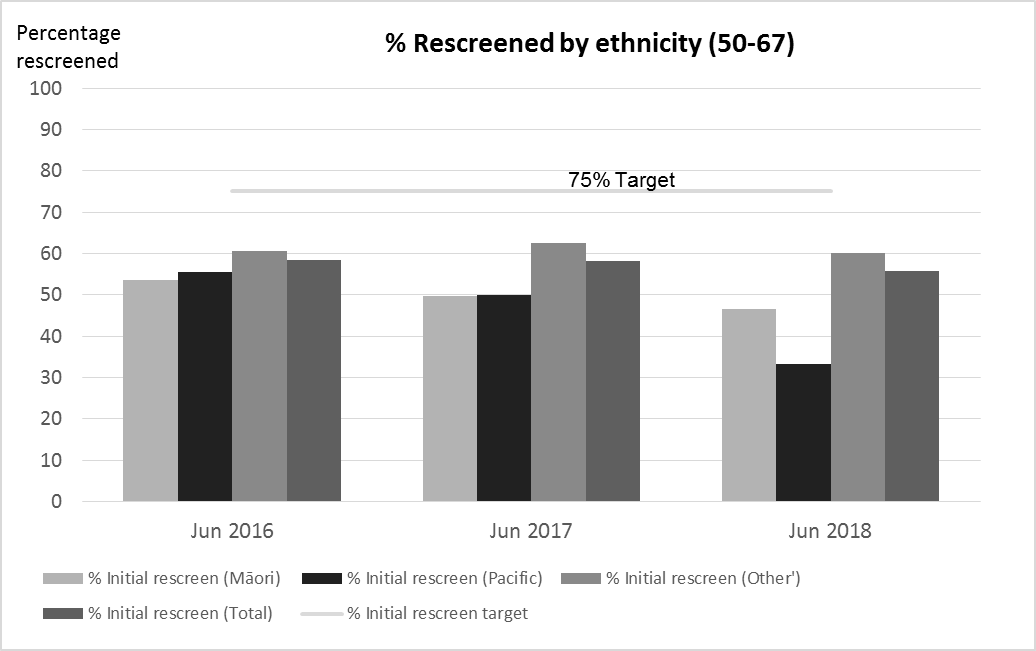 Percentage
rescreened
% Rescreened by ethnicity (50-67)
100
90
80
75% Target
70
60
50
40
30
20
10
0
Jun 2016
Jun 2017
Jun 2018
% Initial rescreen (Māori)
% Initial rescreen (Pacific)
% Initial rescreen (Other')
% Initial rescreen (Total)
% Initial rescreen target